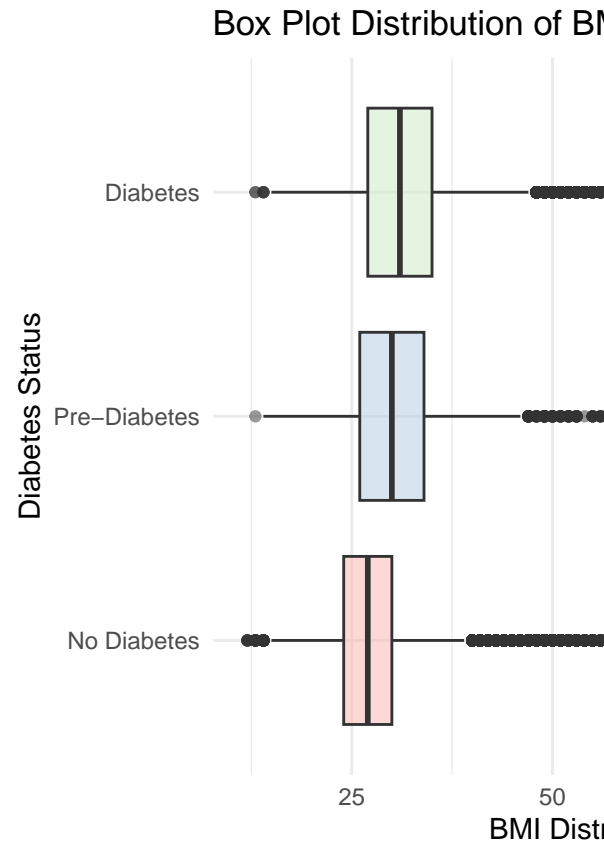 Box Plot Distribution of
Diabetes
Pre−Diabetes
No Diabetes
Diabetes Status
25
50
BMI